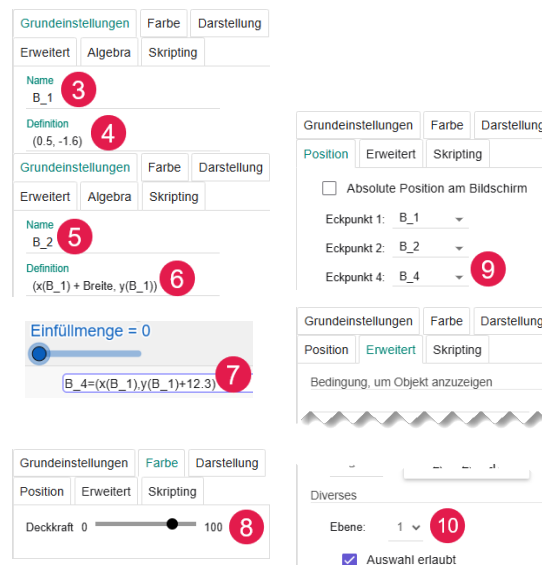 Grundeinstellungen Farbe Darstellung
Erweitert Algebra Skripting
Name
B_1
3
Definition
(0.5, -1.6)
4
Grundeinstellungen Farbe Darstellung
Erweitert Algebra Skripting
Name
B_2
5
Definition
(x(B_1) + Breite, y(B_1))
6
Einfüllmenge = 0
B_4=(x(B_1),y(B_1)+12.3)
7
Grundeinstellungen Farbe Darstellung
Position Erweitert Skripting
Deckkraft 0 100
8
Grundeinstellungen Farbe Darstellung
Position Erweitert Skripting
Absolute Position am Bildschirm
Eckpunkt 1: B_1
Eckpunkt 2: B_2
Eckpunkt 4: B_4
9
Grundeinstellungen Farbe Darstellung
Position Erweitert Skripting
Bedingung, um Objekt anzuzeigen
Diverses
Ebene: 1
10
Auswahl erlaubt